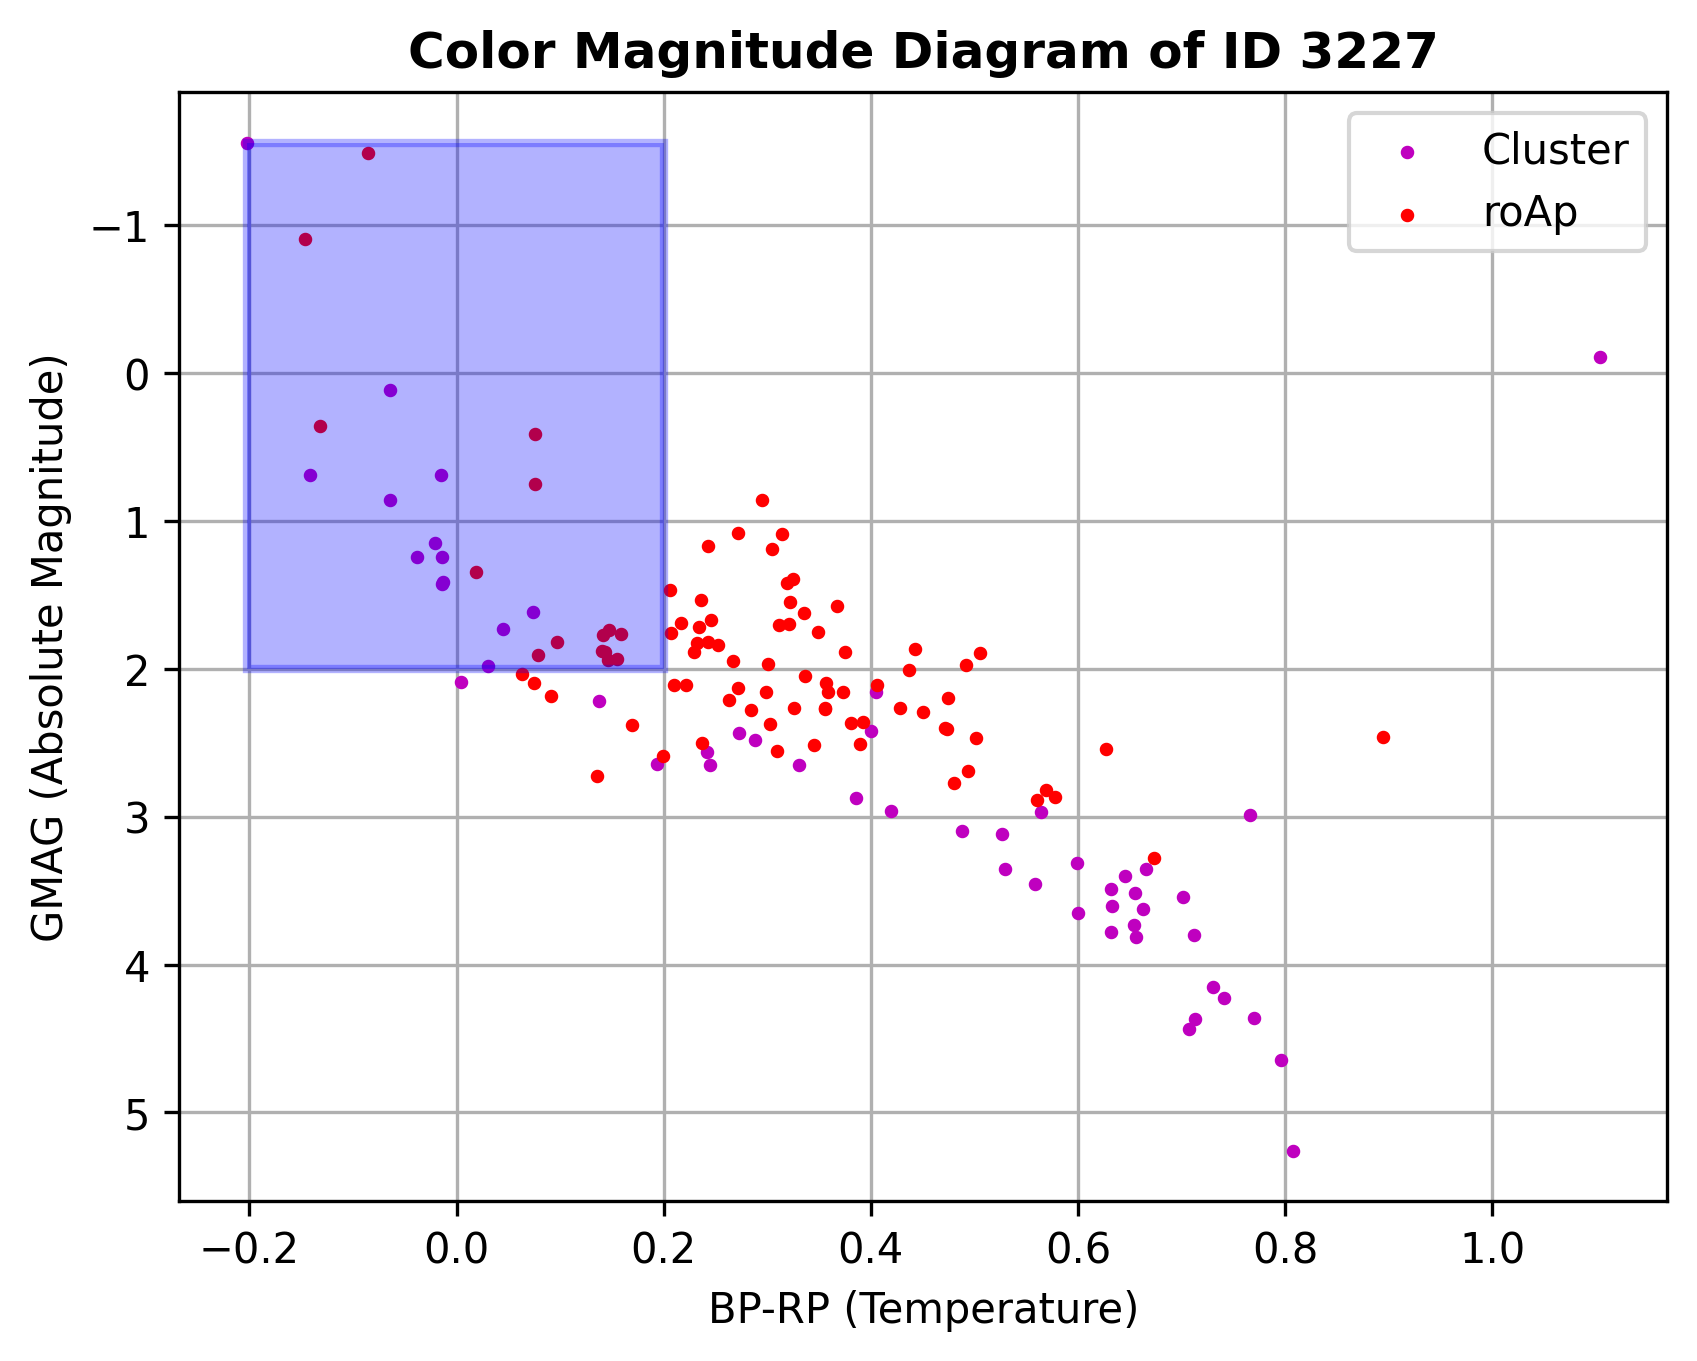 Color Magnitude Diagram of ID 3227
Cluster
roAp
GMAG (Absolute Magnitude)
−1
0
1
2
3
4
5
−0.2 0.0 0.2 0.4 0.6 0.8 1.0
BP-RP (Temperature)